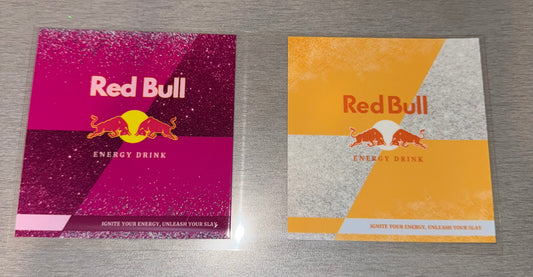 Red Bull
ENERGY DRINK
IGNITE YOUR ENERGY, UNLEASH YOUR SLAY
Red Bull
ENERGY DRINK
IGNITE YOUR ENERGY, UNLEASH YOUR SLAY